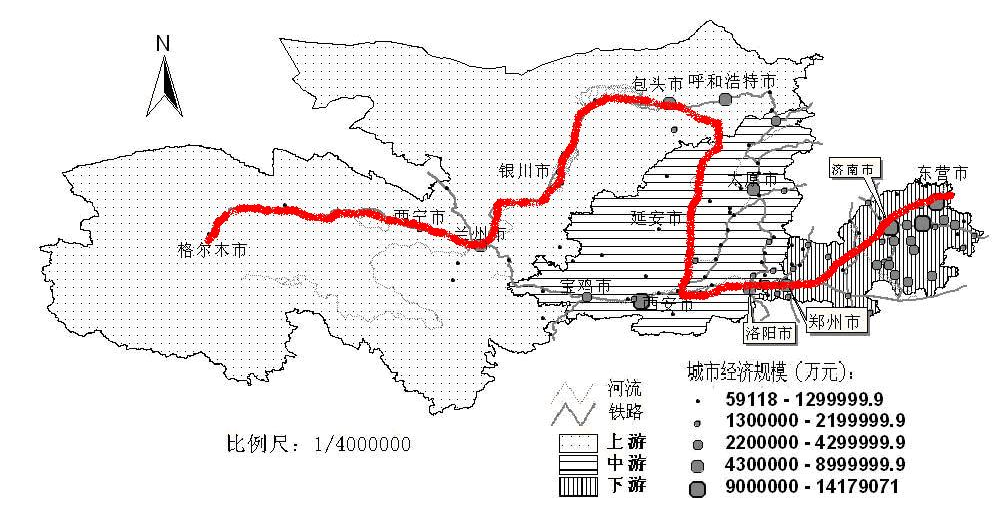 N
包头市
呼和浩特市
银川市
太原市
济南市
东营市
西宁市
兰州市
延安市
格尔木市
宝鸡市
西安市
洛阳市
郑州市
城市经济规模（万元）：
59118 - 1299999.9
1300000 - 2199999.9
2200000 - 4299999.9
4300000 - 8999999.9
9000000 - 14179071
河流
铁路
上游
中游
下游
比例尺：1/4000000